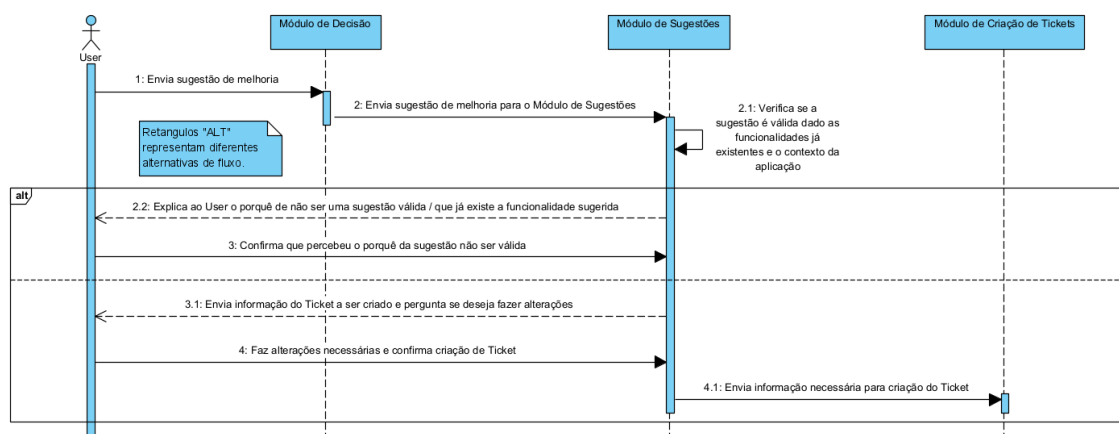 Módulo de Decisão
Módulo de Sugestões
Módulo de Criação de Tickets
User
1: Envia sugestão de melhoria
2: Envia sugestão de melhoria para o Módulo de Sugestões
2.1: Verifica se a
sugestão é válida dado as
funcionalidades já
existentes e o contexto da
aplicação
Retangulos "ALT"
representam diferentes
alternativas de fluxo.
alt
2.2: Explica ao User o porquê de não ser uma sugestão válida / que já existe a funcionalidade sugerida
3: Confirma que percebeu o porquê da sugestão não ser válida
3.1: Envia informação do Ticket a ser criado e pergunta se deseja fazer alterações
4: Faz alterações necessárias e confirma criação de Ticket
4.1: Envia informação necessária para criação do Ticket